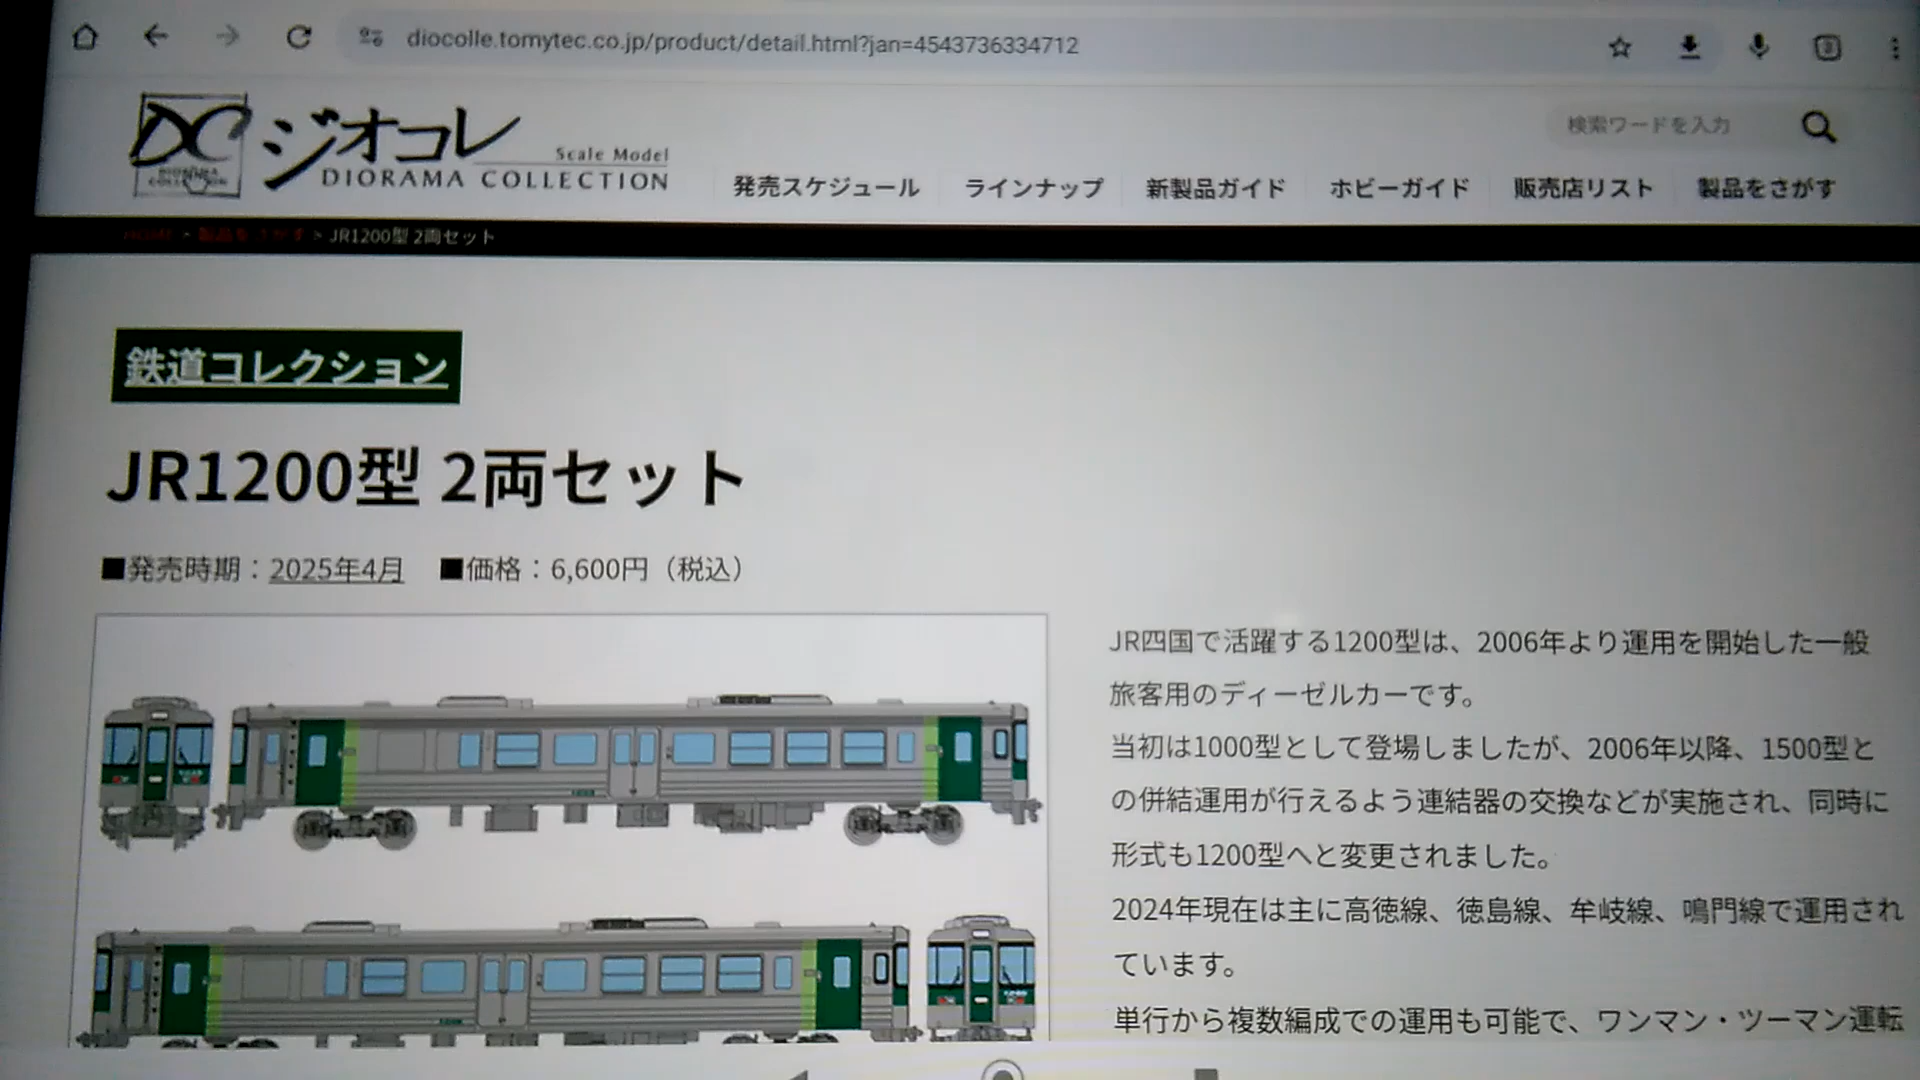 diocolle.tomytec.co.jp/product/detail.html?jan=4543736334712
DC ジオコレ
Scale Model
DIORAMA COLLECTION
検索ワードを入力
発売スケジュール ラインナップ 新製品ガイド ホビーガイド 販売店リスト 製品をさがす
HOME > 製品をさがす > JR1200型 2両セット
鉄道コレクション
JR1200型 2両セット
■発売時期：2025年4月 ■価格：6,600円（税込）
JR四国で活躍する1200型は、2006年より運用を開始した一般
旅客用のディーゼルカーです。
当初は1000型として登場しましたが、2006年以降、1500型と
の併結運用が行えるよう連結器の交換などが実施され、同時に
形式も1200型へと変更されました。
2024年現在は主に高徳線、徳島線、牟岐線、鳴門線で運用され
ています。
単行から複数編成での運用も可能で、ワンマン・ツーマン運転